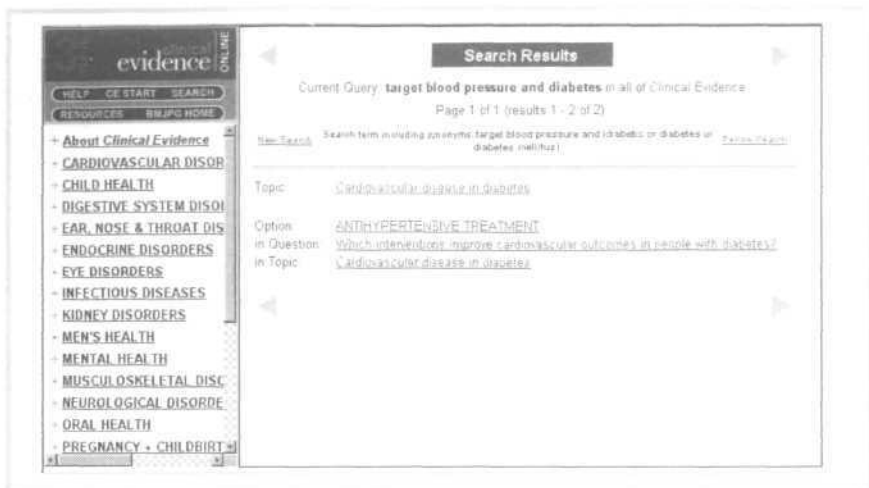 clinical
evidence
ONLINE
HELP CE START SEARCH
RESOURCES BMJPG HOME
+ About Clinical Evidence
- CARDIOVASCULAR DISOR
+ CHILD HEALTH
- DIGESTIVE SYSTEM DISOI
+ EAR, NOSE & THROAT DIS
- ENDOCRINE DISORDERS
- EYE DISORDERS
- INFECTIOUS DISEASES
- KIDNEY DISORDERS
- MEN'S HEALTH
- MENTAL HEALTH
- MUSCULOSKELETAL DISC
- NEUROLOGICAL DISORDE
- ORAL HEALTH
- PREGNANCY + CHILDBIRT
Search Results
Current Query: target blood pressure and diabetes in all of Clinical Evidence
Page 1 of 1 (results 1 - 2 of 2)
New Search
Search term including synonyms: target blood pressure and (diabetic or diabetes or
diabetes mellitus)
Refine Search
Topic Cardiovascular disease in diabetes
Option ANTIHYPERTENSIVE TREATMENT
in Question Which interventions improve cardiovascular outcomes in people with diabetes?
in Topic Cardiovascular disease in diabetes